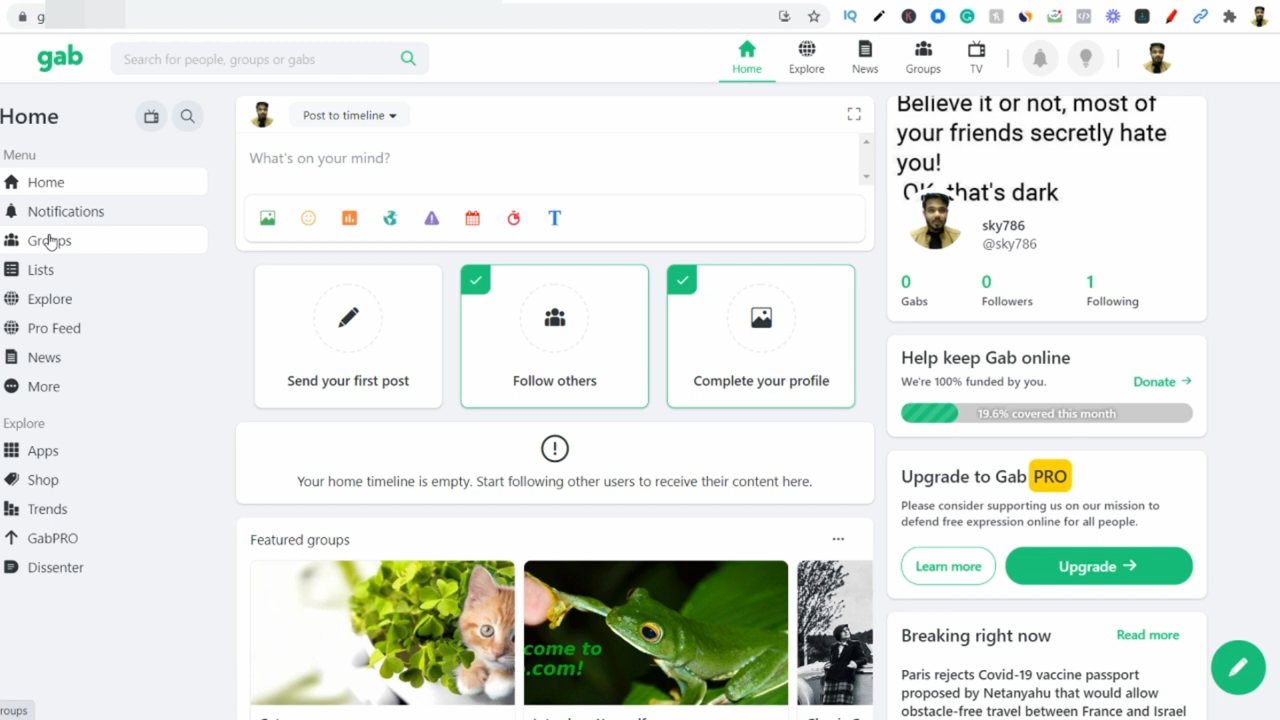 g
gab
Search for people, groups or gabs
Home
Explore
News
Groups
TV
Home
Menu
Home
Notifications
Groups
Lists
Explore
Pro Feed
News
More
Explore
Apps
Shop
Trends
GabPRO
Dissenter
roups
Post to timeline
What's on your mind?
T
Send your first post
Follow others
Complete your profile
Your home timeline is empty. Start following other users to receive their content here.
Featured groups
come to
.com!
Believe it or not, most of
your friends secretly hate
you!
OK, that's dark
sky786
@sky786
0
Gabs
0
Followers
1
Following
Help keep Gab online
We're 100% funded by you.
Donate
19.6% covered this month
Upgrade to Gab PRO
Please consider supporting us on our mission to
defend free expression online for all people.
Learn more
Upgrade
Breaking right now
Read more
Paris rejects Covid-19 vaccine passport
proposed by Netanyahu that would allow
obstacle-free travel between France and Israel